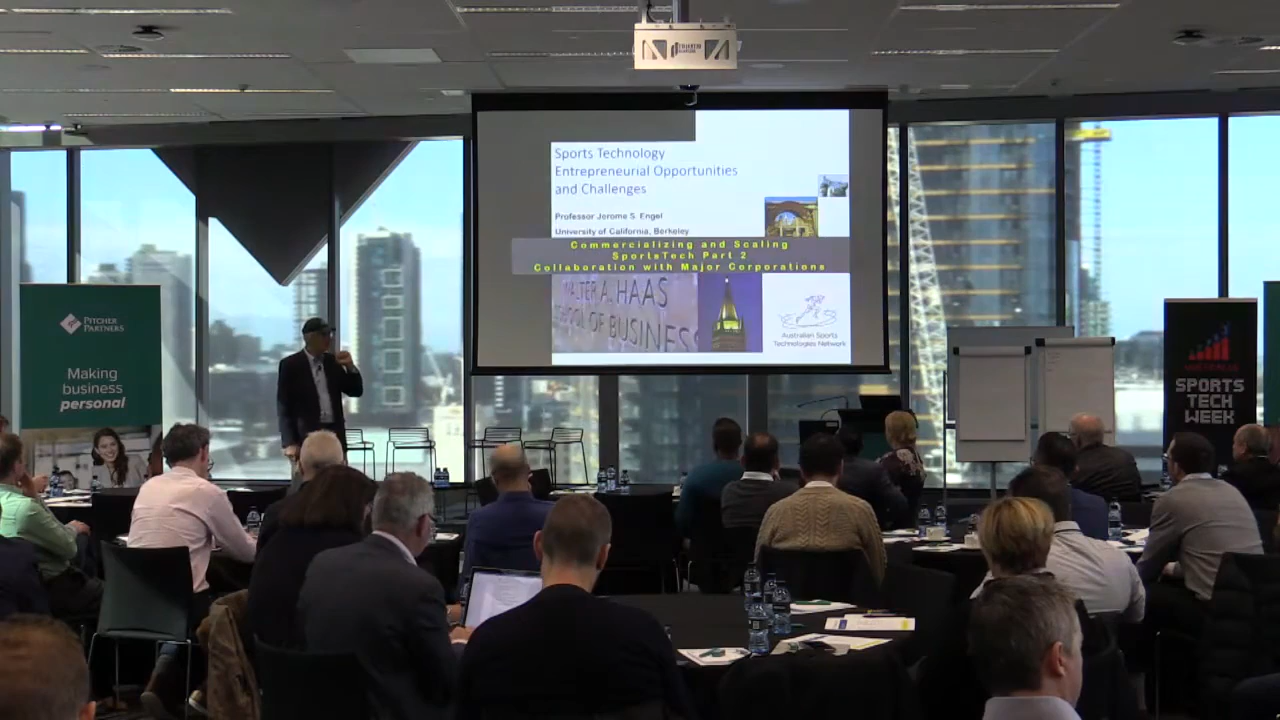 Sports Technology
Entrepreneurial Opportunities
and Challenges
Professor Jerome S. Engel
University of California, Berkeley
Commercializing and Scaling
SportsTech Part 2
Collaboration with Major Corporations
WALTER A. HAAS
SCHOOL OF BUSINESS
Australian Sports
Technologies Network
PITCHER
PARTNERS
Making
business
personal
SPORTS
TECH
WEEK